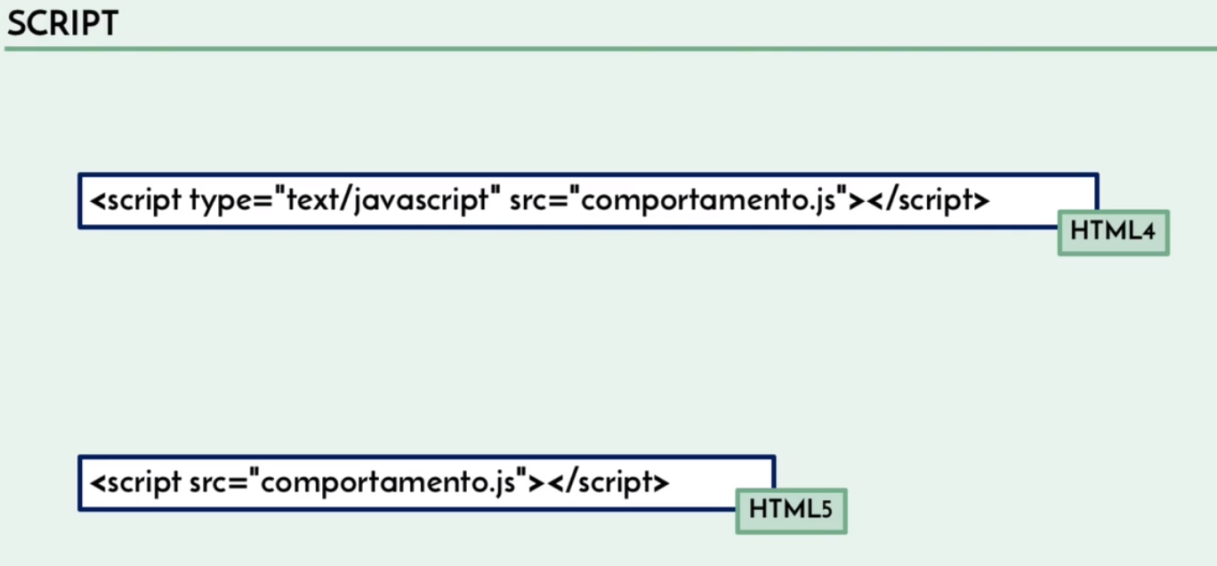 SCRIPT
<script type="text/javascript" src="comportamento.js"></script>
HTML4
<script src="comportamento.js"></script>
HTML5